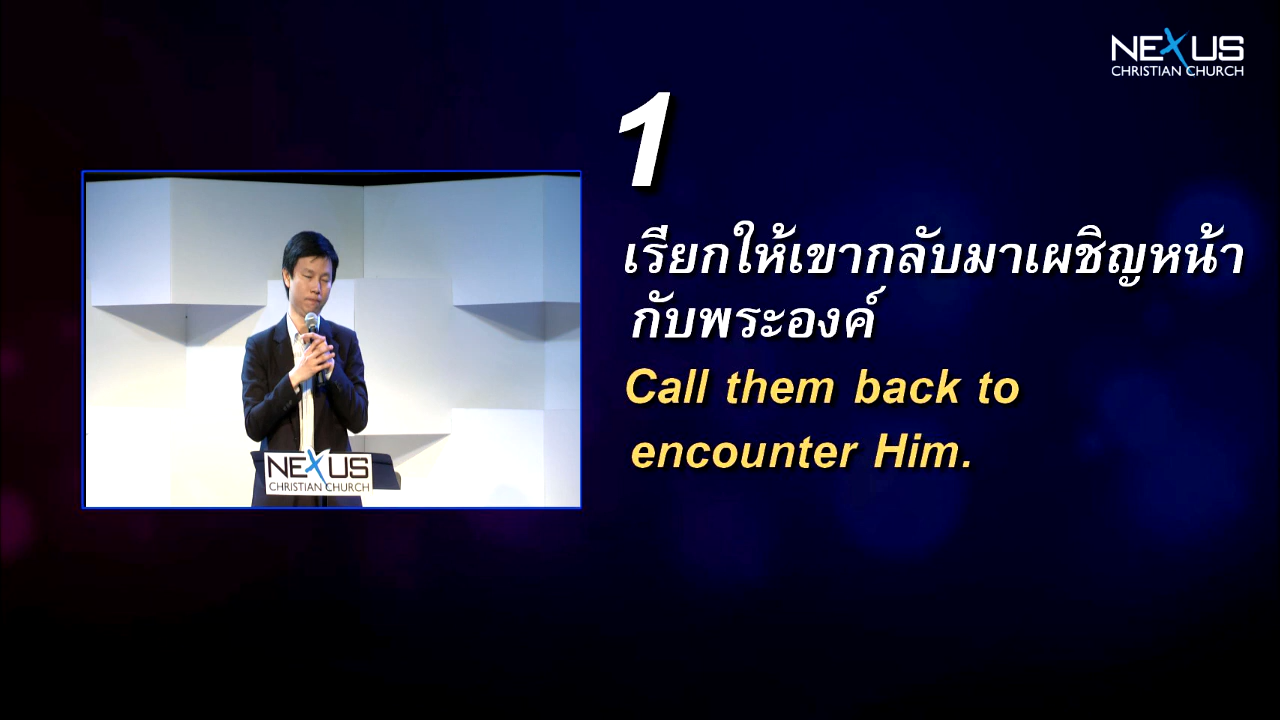 NEXUS
CHRISTIAN CHURCH
1
เรียกให้เขากลับมาเผชิญหน้า
กับพระองค์
Call them back to
encounter Him.
NEXUS
CHRISTIAN CHURCH